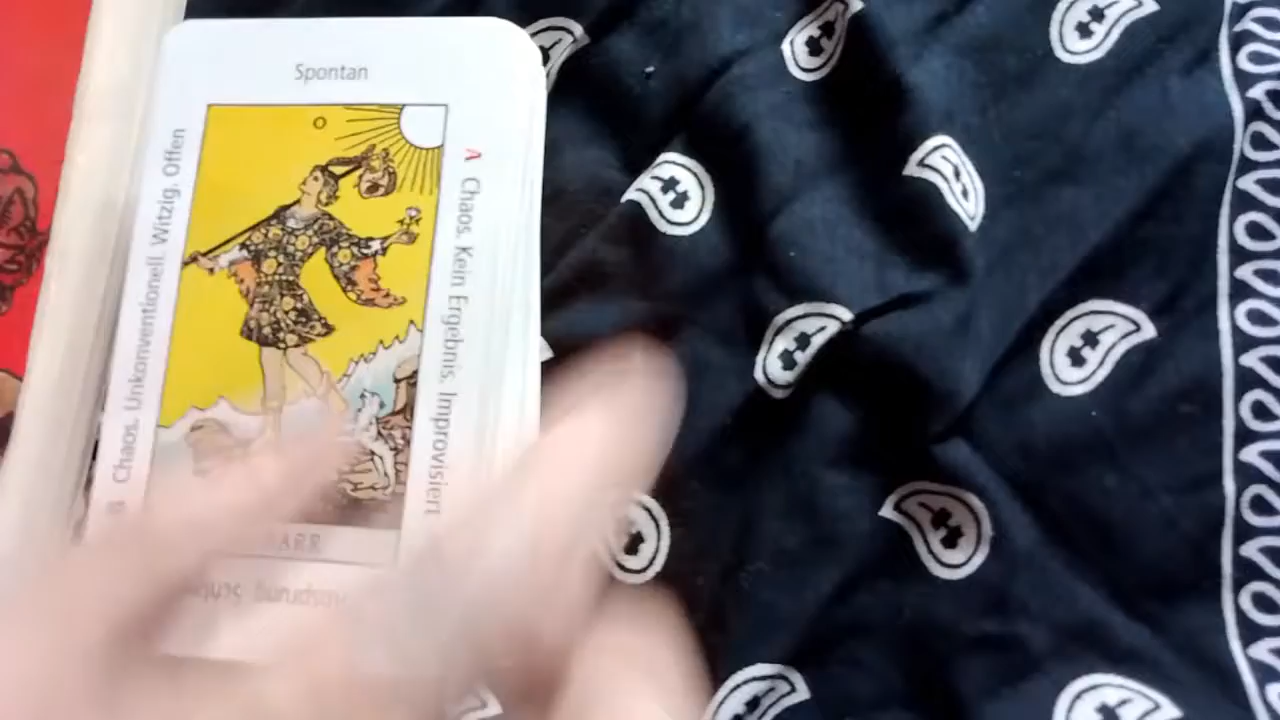 Spontan
Chaos. Unkonventionell. Witzig. Offen
A Chaos. Kein Ergebnis. Improvisiert